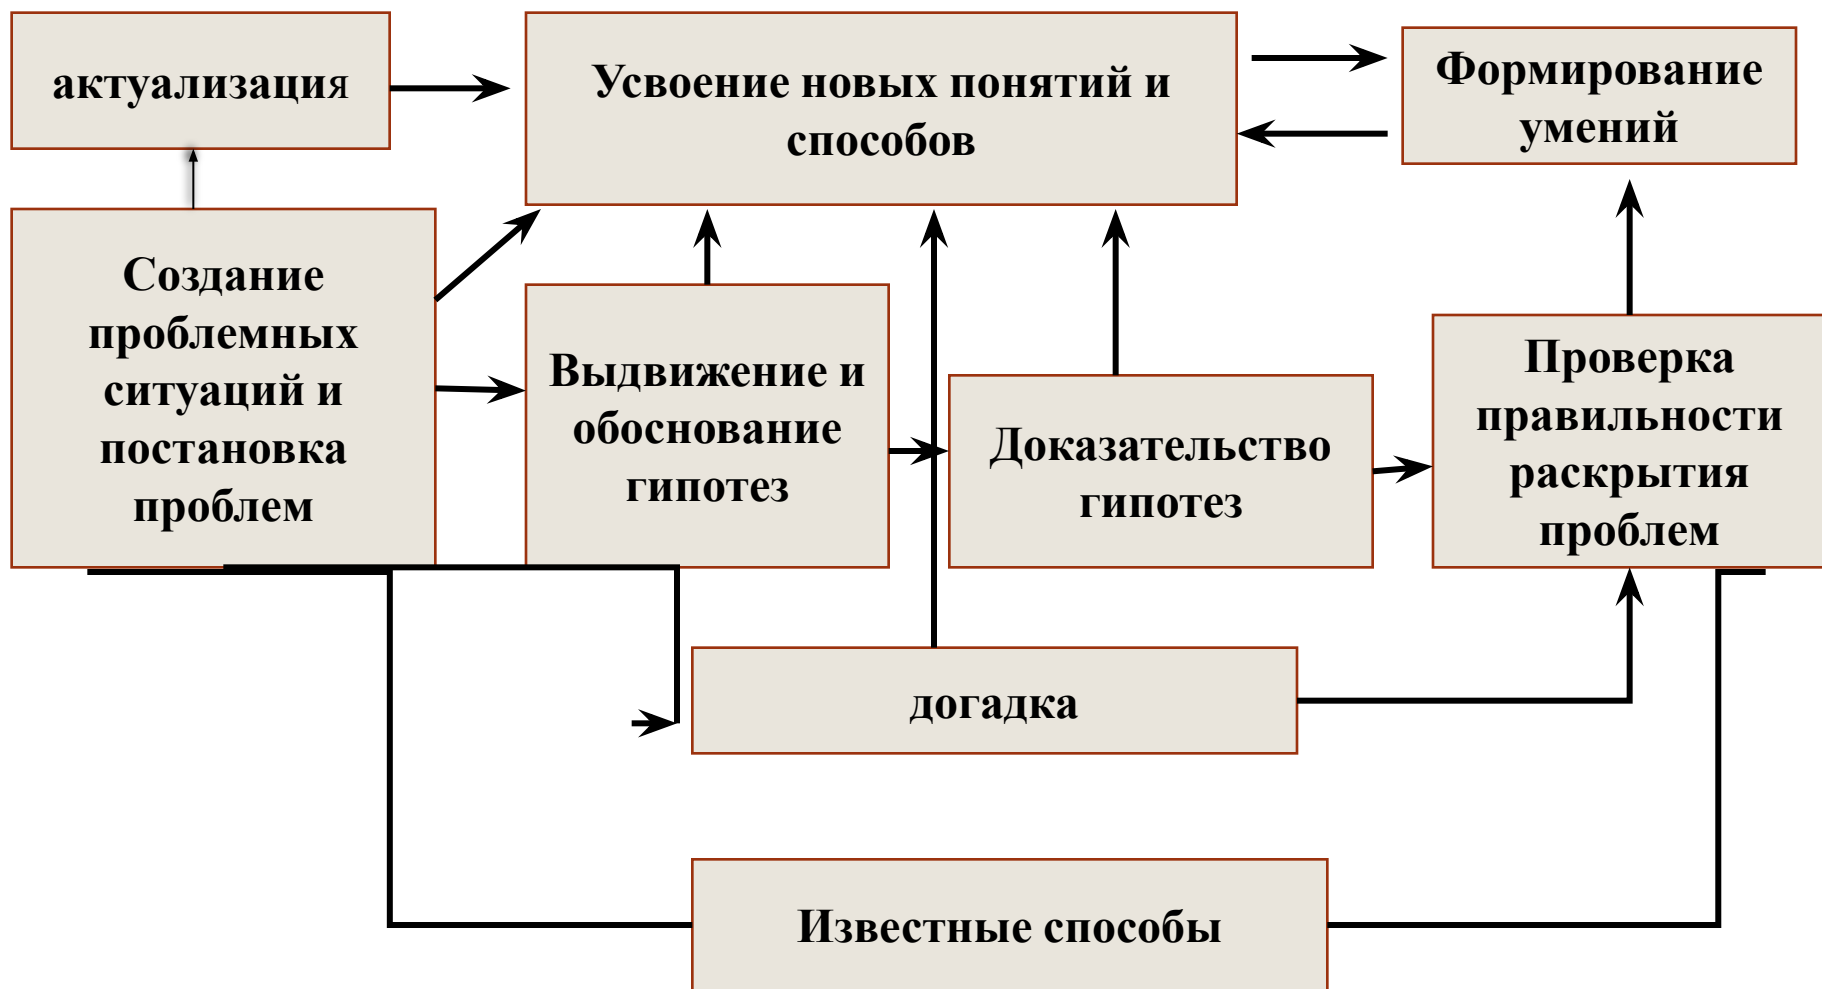 актуализация
Усвоение новых понятий и
способов
Формирование
умений
Создание
проблемных
ситуаций и
постановка
проблем
Выдвижение и
обоснование
гипотез
Доказательство
гипотез
Проверка
правильности
раскрытия
проблем
догадка
Известные способы